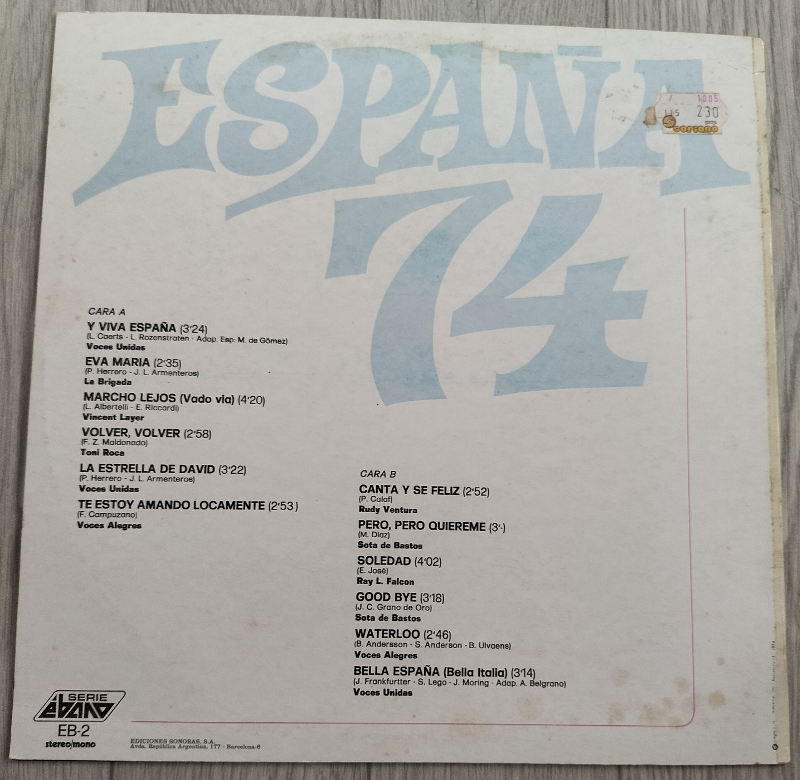 ESPAÑA
74
1005
115 230
soriano
CARA A
Y VIVA ESPAÑA (3'24)
(L. Caerts - L. Rozenstraten - Adap. Esp: M. de Gómez)
Voces Unidas
EVA MARIA (2'35)
(P. Herrero - J. L. Armenteros)
La Brigada
MARCHO LEJOS (Vado via) (4'20)
(L. Albertelli - E. Riccardi)
Vincent Layer
VOLVER, VOLVER (2'58)
(F. Z. Maldonado)
Toni Roca
LA ESTRELLA DE DAVID (3'22)
(P. Herrero - J. L. Armenteros)
Voces Unidas
TE ESTOY AMANDO LOCAMENTE (2'53)
(F. Campuzano)
Voces Alegres
CARA B
CANTA Y SE FELIZ (2'52)
(P. Calaf)
Rudy Ventura
PERO, PERO QUIEREME (3'-)
(M. Diaz)
Sota de Bastos
SOLEDAD (4'02)
(E. José)
Ray L. Falcon
GOOD BYE (3'18)
(J. C. Grano de Oro)
Sota de Bastos
WATERLOO (2'46)
(B. Andersson - S. Anderson - B. Ulvaens)
Voces Alegres
BELLA ESPAÑA (Bella Italia) (3'14)
(J. Frankfurtter - S. Lego - J. Moring - Adap. A. Belgrano)
Voces Unidas
SERIE
ébano
EB-2
stereo/mono
EDICIONES SONORAS, S.A.
Avda. República Argentina, 177 - Barcelona-6